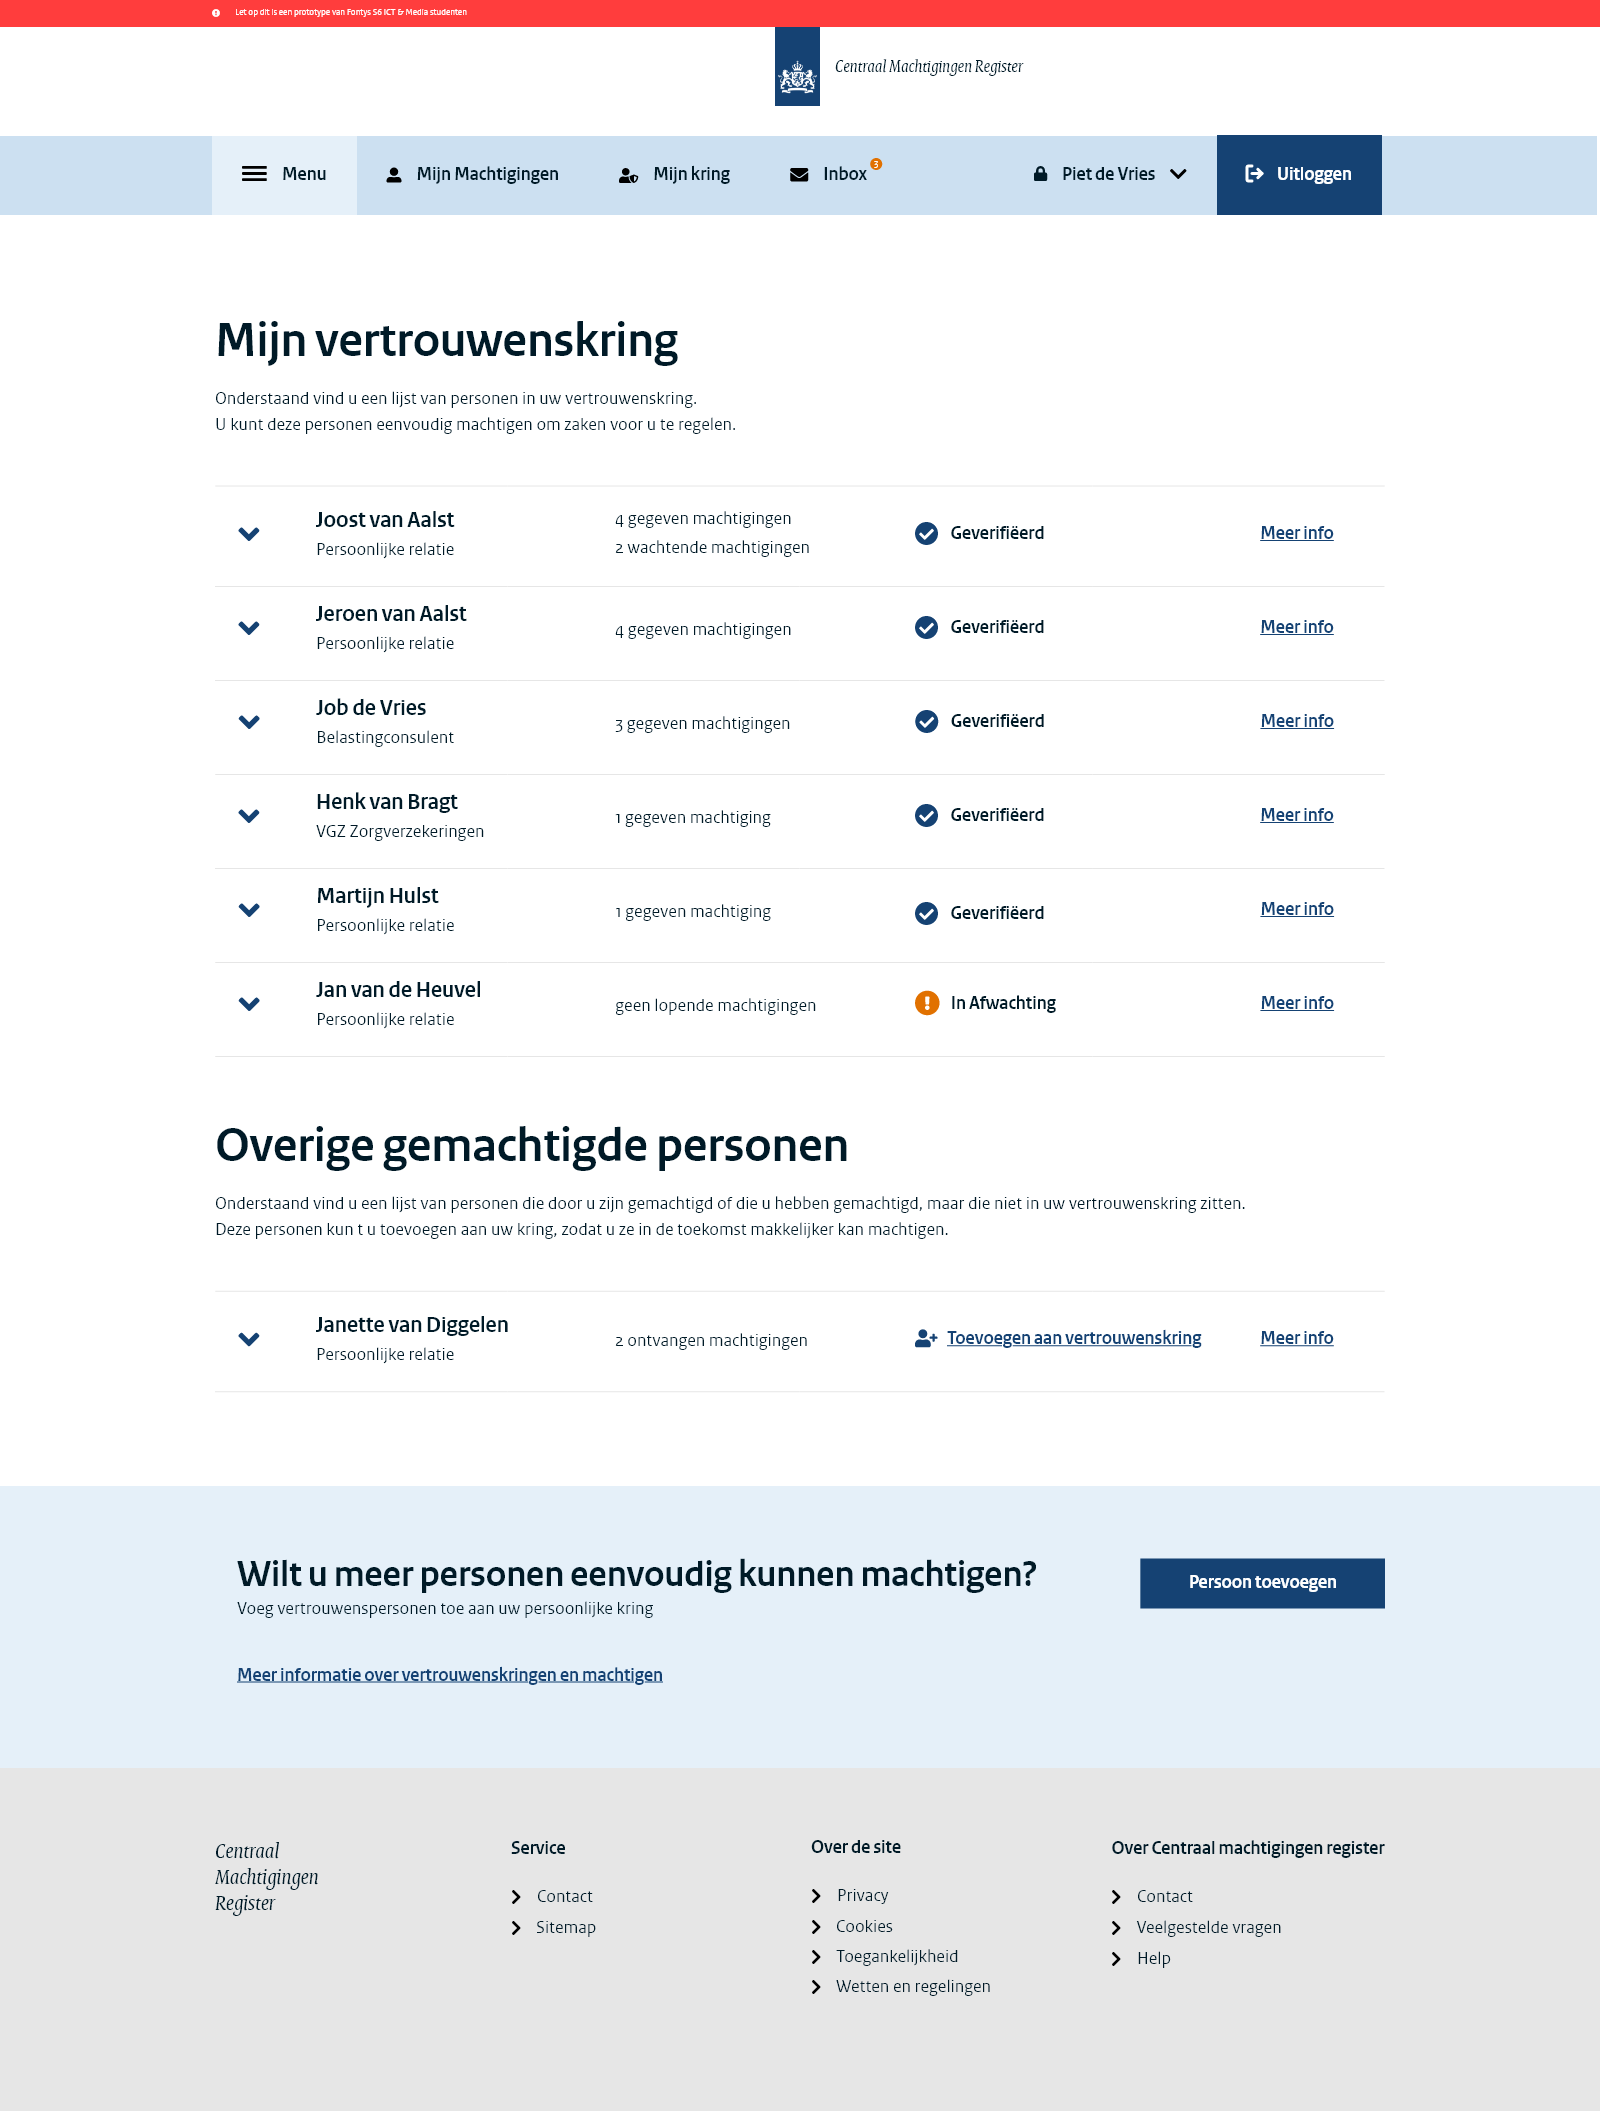 Let op dit is een prototype van Fontys S6 ICT & Media studenten
Centraal Machtigingen Register
Menu
Mijn Machtigingen
Mijn kring
Inbox
3
Piet de Vries
Uitloggen
Mijn vertrouwenskring
Onderstaand vind u een lijst van personen in uw vertrouwenskring.
U kunt deze personen eenvoudig machtigen om zaken voor u te regelen.
Joost van Aalst
Persoonlijke relatie
4 gegeven machtigingen
2 wachtende machtigingen
Geverifiëerd
Meer info
Jeroen van Aalst
Persoonlijke relatie
4 gegeven machtigingen
Geverifiëerd
Meer info
Job de Vries
Belastingconsulent
3 gegeven machtigingen
Geverifiëerd
Meer info
Henk van Bragt
VGZ Zorgverzekeringen
1 gegeven machtiging
Geverifiëerd
Meer info
Martijn Hulst
Persoonlijke relatie
1 gegeven machtiging
Geverifiëerd
Meer info
Jan van de Heuvel
Persoonlijke relatie
geen lopende machtigingen
In Afwachting
Meer info
Overige gemachtigde personen
Onderstaand vind u een lijst van personen die door u zijn gemachtigd of die u hebben gemachtigd, maar die niet in uw vertrouwenskring zitten.
Deze personen kun t u toevoegen aan uw kring, zodat u ze in de toekomst makkelijker kan machtigen.
Janette van Diggelen
Persoonlijke relatie
2 ontvangen machtigingen
Toevoegen aan vertrouwenskring
Meer info
Wilt u meer personen eenvoudig kunnen machtigen?
Voeg vertrouwenspersonen toe aan uw persoonlijke kring
Persoon toevoegen
Meer informatie over vertrouwenskringen en machtigen
Centraal
Machtigingen
Register
Service
Contact
Sitemap
Over de site
Privacy
Cookies
Toegankelijkheid
Wetten en regelingen
Over Centraal machtigingen register
Contact
Veelgestelde vragen
Help